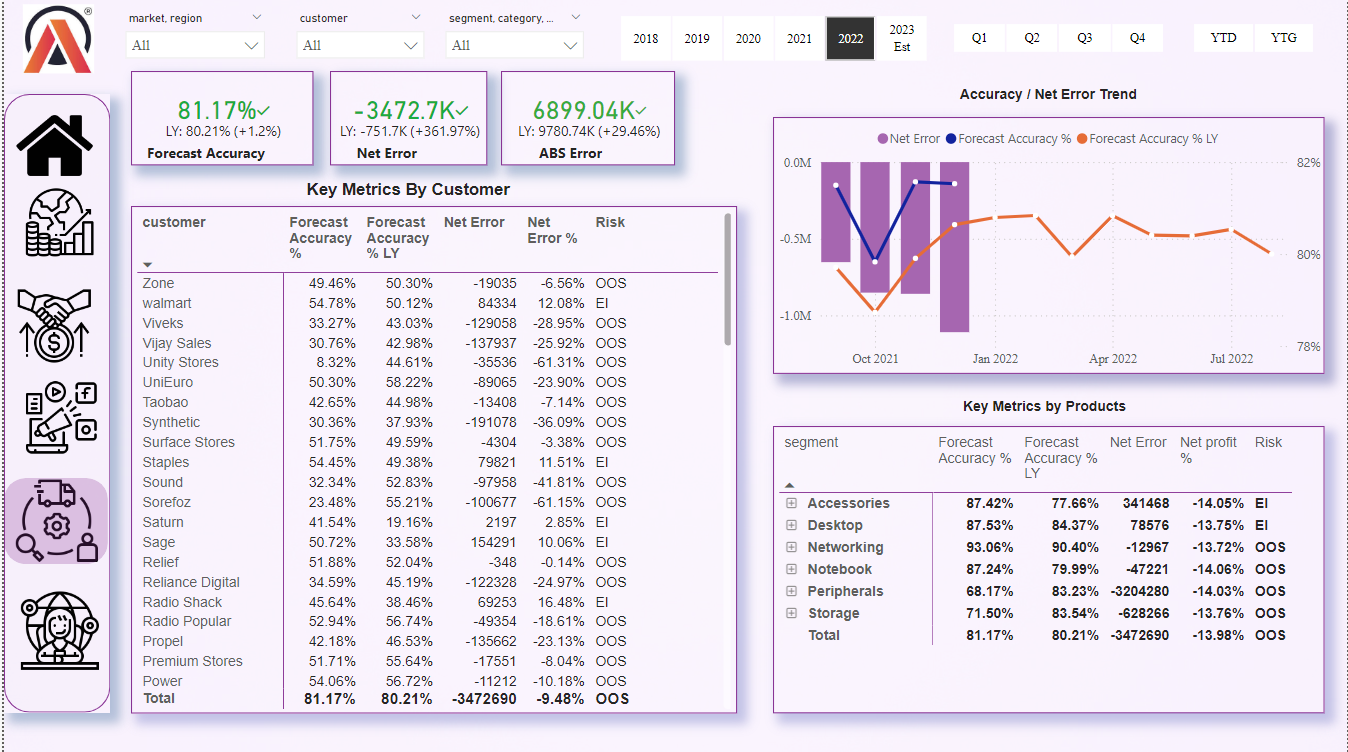 ®
market, region
All
customer
All
segment, category, ...
All
2018
2019
2020
2021
2022
2023
Est
Q1
Q2
Q3
Q4
YTD
YTG
81.17%
LY: 80.21% (+1.2%)
Forecast Accuracy
-3472.7K
LY: -751.7K (+361.97%)
Net Error
6899.04K
LY: 9780.74K (+29.46%)
ABS Error
Key Metrics By Customer
customer Forecast Accuracy % Forecast Accuracy % LY Net Error Net Error % Risk
Zone 49.46% 50.30% -19035 -6.56% OOS
walmart 54.78% 50.12% 84334 12.08% EI
Viveks 33.27% 43.03% -129058 -28.95% OOS
Vijay Sales 30.76% 42.98% -137937 -25.92% OOS
Unity Stores 8.32% 44.61% -35536 -61.31% OOS
UniEuro 50.30% 58.22% -89065 -23.90% OOS
Taobao 42.65% 44.98% -13408 -7.14% OOS
Synthetic 30.36% 37.93% -191078 -36.09% OOS
Surface Stores 51.75% 49.59% -4304 -3.38% OOS
Staples 54.45% 49.38% 79821 11.51% EI
Sound 32.34% 52.83% -97958 -41.81% OOS
Sorefoz 23.48% 55.21% -100677 -61.15% OOS
Saturn 41.54% 19.16% 2197 2.85% EI
Sage 50.72% 33.58% 154291 10.06% EI
Relief 51.88% 52.04% -348 -0.14% OOS
Reliance Digital 34.59% 45.19% -122328 -24.97% OOS
Radio Shack 45.64% 38.46% 69253 16.48% EI
Radio Popular 52.94% 56.74% -49354 -18.61% OOS
Propel 42.18% 46.53% -135662 -23.13% OOS
Premium Stores 51.71% 55.64% -17551 -8.04% OOS
Power 54.06% 56.72% -11212 -10.18% OOS
Total 81.17% 80.21% -3472690 -9.48% OOS
Accuracy / Net Error Trend
Net Error Forecast Accuracy % Forecast Accuracy % LY
0.0M
-0.5M
-1.0M
82%
80%
78%
Oct 2021 Jan 2022 Apr 2022 Jul 2022
Key Metrics by Products
segment Forecast Accuracy % Forecast Accuracy % LY Net Error Net profit % Risk
Accessories 87.42% 77.66% 341468 -14.05% EI
Desktop 87.53% 84.37% 78576 -13.75% EI
Networking 93.06% 90.40% -12967 -13.72% OOS
Notebook 87.24% 79.99% -47221 -14.06% OOS
Peripherals 68.17% 83.23% -3204280 -14.03% OOS
Storage 71.50% 83.54% -628266 -13.76% OOS
Total 81.17% 80.21% -3472690 -13.98% OOS